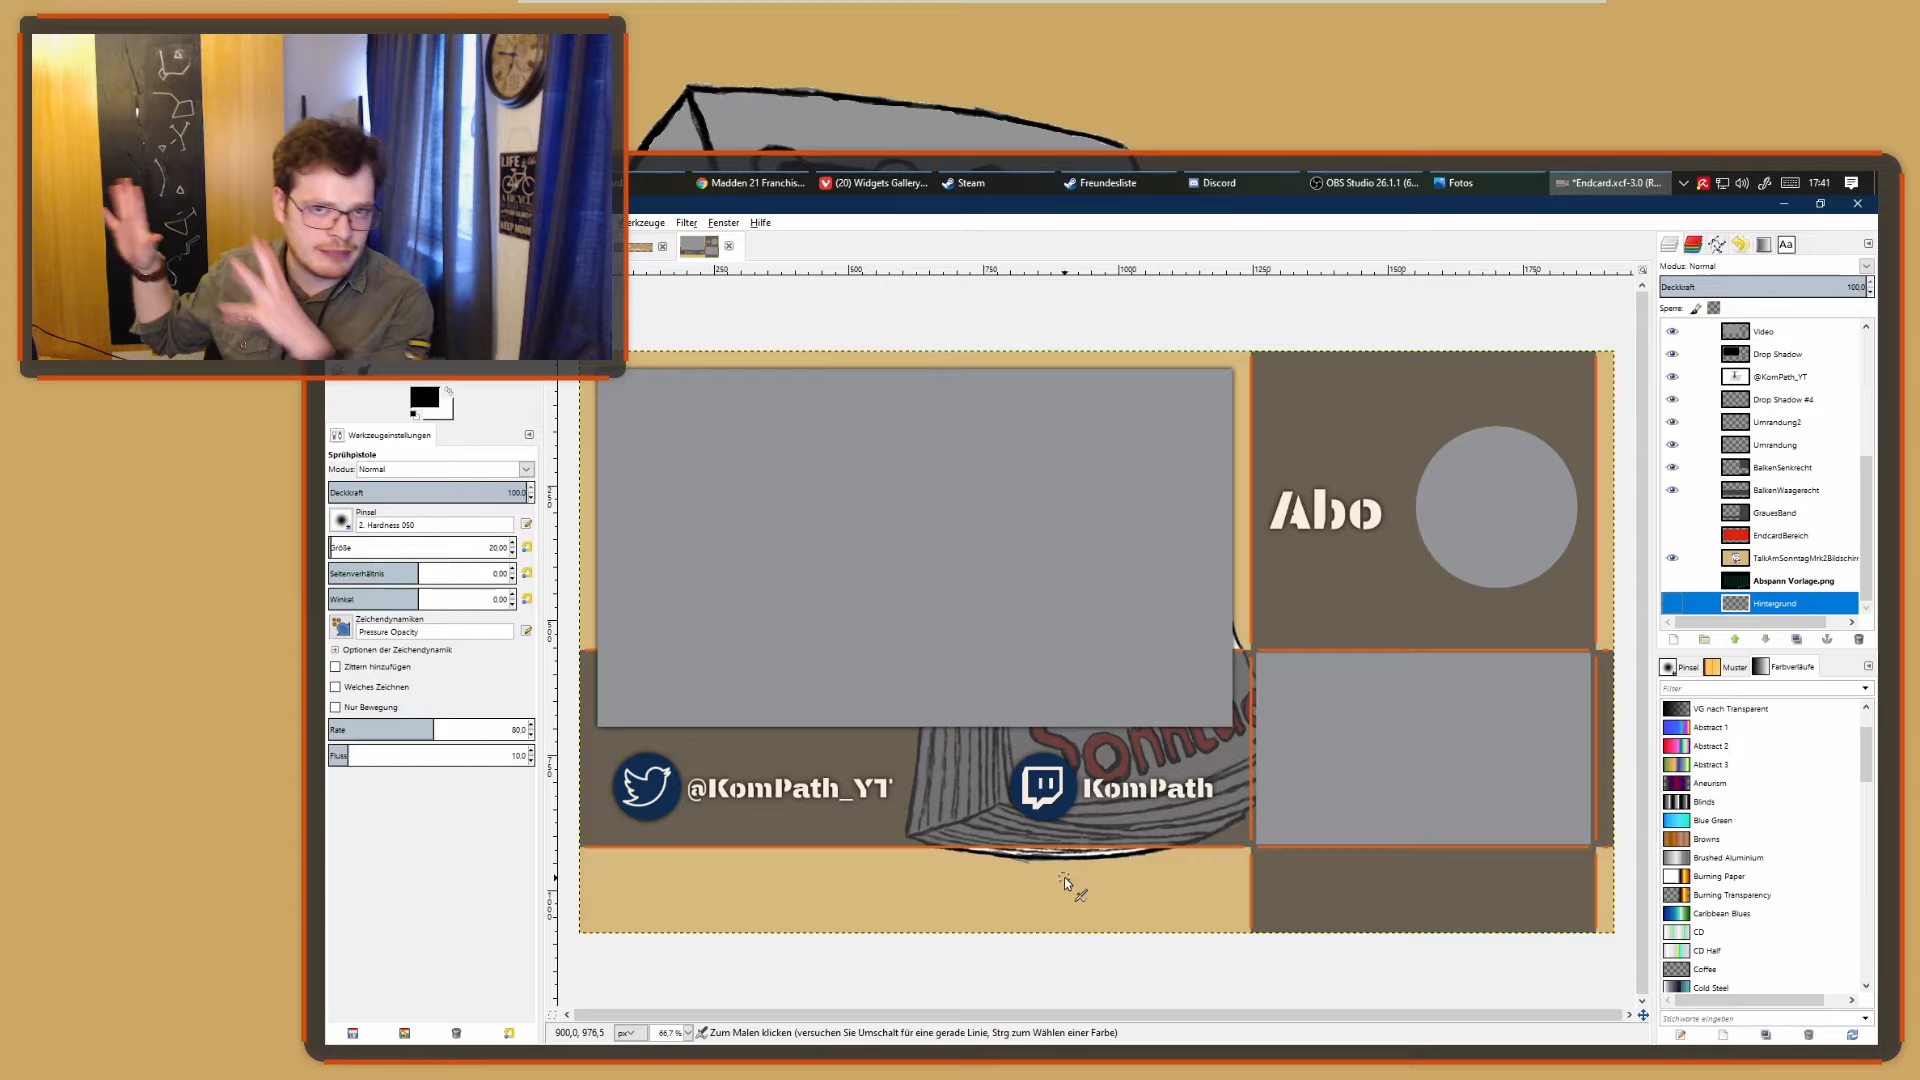 LIFE is like
Madden 21 Franchis...
(20) Widgets Gallery...
Steam
Freundesliste
Discord
OBS Studio 26.1.1 (6...
Fotos
*Endcard.xcf-3.0 (R...
17:41
Filter
Fenster
Hilfe
250
500
750
1000
1250
1500
1750
Modus: Normal
Deckkraft
100,0
Sperre:
Video
Drop Shadow
@KomPath_YT
Drop Shadow #4
Umrandung2
Umrandung
BalkenSenkrecht
BalkenWaagerecht
GrauesBand
EndcardBereich
TalkAmSonntagMrk2Bildschirm
Abspann Vorlage.png
Hintergrund
Werkzeugeinstellungen
Sprühpistole
Modus: Normal
Deckkraft
100,0
Pinsel
2. Hardness 050
Größe
20,00
Seitenverhältnis
0,00
Winkel
0,00
Zeichendynamiken
Pressure Opacity
Optionen der Zeichendynamik
Zittern hinzufügen
Weiches Zeichnen
Nur Bewegung
Rate
80,0
Fluss
10,0
Abo
Sonnta
@KomPath_YT
KomPath
Pinsel
Muster
Farbverläufe
Filter
VG nach Transparent
Abstract 1
Abstract 2
Abstract 3
Aneurism
Blinds
Blue Green
Browns
Brushed Aluminium
Burning Paper
Burning Transparency
Caribbean Blues
CD
CD Half
Coffee
Cold Steel
Stichworte eingeben
900,0, 976,5
px
66,7 %
Zum Malen klicken (versuchen Sie Umschalt für eine gerade Linie, Strg zum Wählen einer Farbe)